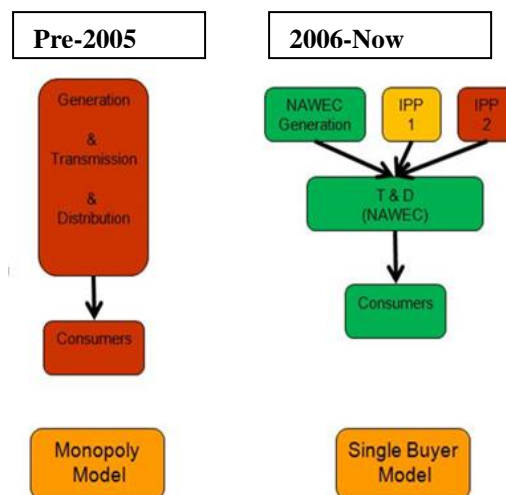 Pre-2005
Generation
&
Transmission
&
Distribution
Consumers
Monopoly
Model
2006-Now
NAWEC
Generation
IPP
1
IPP
2
T & D
(NAWEC)
Consumers
Single Buyer
Model